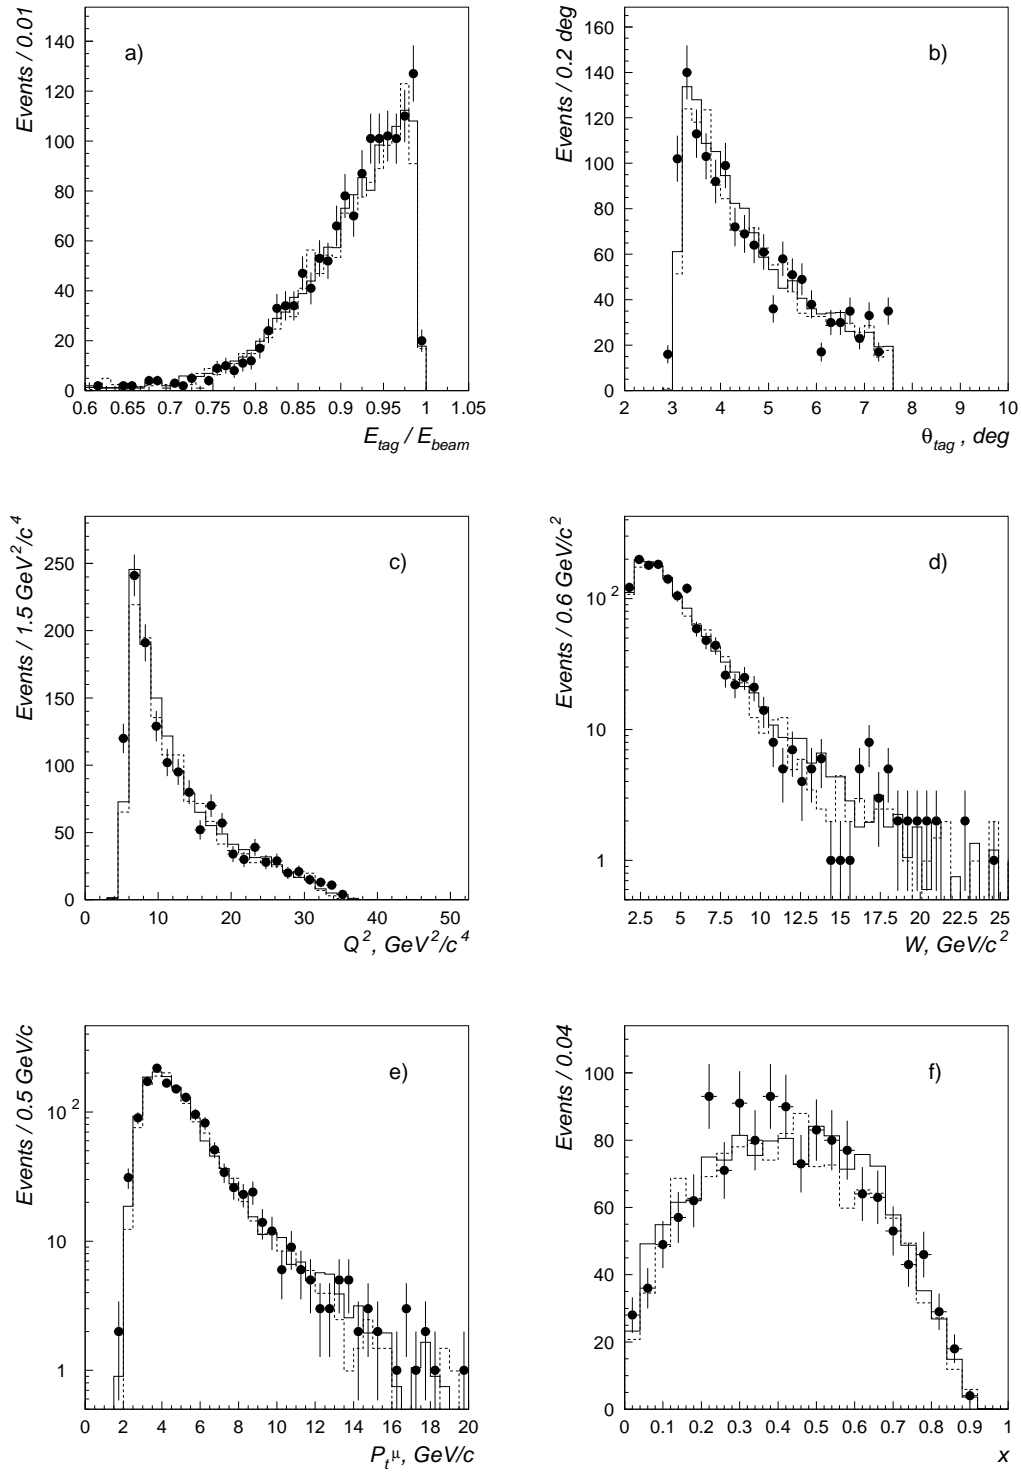 Events / 0.01
a)
140
120
100
80
60
40
20
0
0.6 0.65 0.7 0.75 0.8 0.85 0.9 0.95 1 1.05
E_tag / E_beam
Events / 0.2 deg
b)
160
140
120
100
80
60
40
20
0
2 3 4 5 6 7 8 9 10
θ_tag , deg
Events / 1.5 GeV²/c⁴
c)
250
200
150
100
50
0
0 10 20 30 40 50
Q², GeV²/c⁴
Events / 0.6 GeV/c²
d)
10²
10
1
2.5 5 7.5 10 12.5 15 17.5 20 22.5 25
W, GeV/c²
Events / 0.5 GeV/c
e)
10²
10
1
0 2 4 6 8 10 12 14 16 18 20
P_t^μ, GeV/c
Events / 0.04
f)
100
80
60
40
20
0
0 0.1 0.2 0.3 0.4 0.5 0.6 0.7 0.8 0.9 1
x